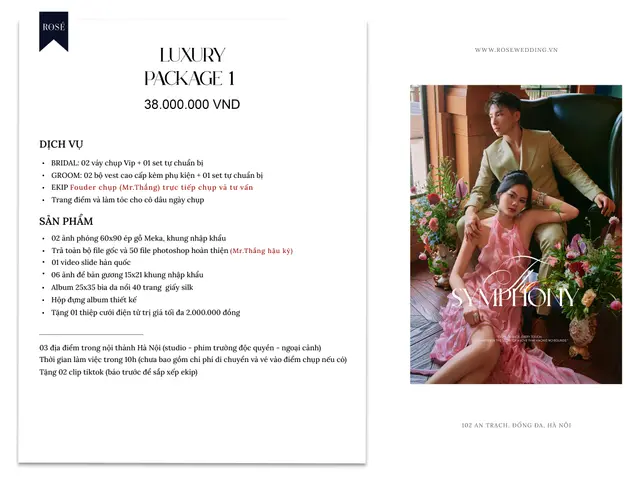 ROSÉ
LUXURY
PACKAGE 1
38.000.000 VND
DỊCH VỤ
• BRIDAL: 02 váy chụp Vip + 01 set tự chuẩn bị
• GROOM: 02 bộ vest cao cấp kèm phụ kiện + 01 set tự chuẩn bị
• EKIP Fouder chụp (Mr.Thắng) trực tiếp chụp và tư vấn
• Trang điểm và làm tóc cho cô dâu ngày chụp
SẢN PHẨM
• 02 ảnh phóng 60x90 ép gỗ Meka, khung nhập khẩu
• Trả toàn bộ file gốc và 50 file photoshop hoàn thiện (Mr.Thắng hậu kỳ)
• 01 video slide hàn quốc
• 06 ảnh để bàn gương 15x21 khung nhập khẩu
• Album 25x35 bìa da nổi 40 trang giấy silk
• Hộp đựng album thiết kế
• Tặng 01 thiệp cưới điện tử trị giá tối đa 2.000.000 đồng
03 địa điểm trong nội thành Hà Nội (studio - phim trường độc quyền - ngoại cảnh)
Thời gian làm việc trong 10h (chưa bao gồm chi phí di chuyển và vé vào điểm chụp nếu có)
Tặng 02 clip tiktok (báo trước để sắp xếp ekip)
WWW.ROSEWEDDING.VN
The
SYMPHONY
102 AN TRẠCH, ĐỐNG ĐA, HÀ NỘI